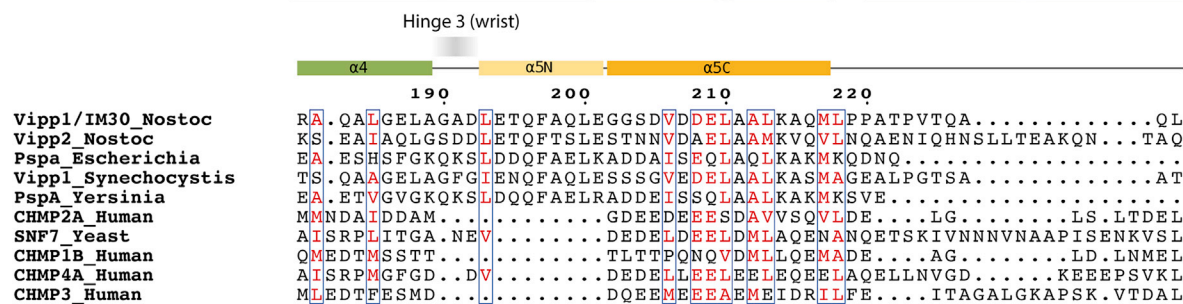 Hinge 3 (wrist)
α4 α5N α5C
190 200 210 220
Vipp1/IM30_Nostoc RA.QALGELAGADLETQFAQLEGGSDVDDELAALKAQMLPPATPVTQA.............QL
Vipp2_Nostoc KS.EAIAQLGSDDLETQFTSLESTNNVDAELAAMKVQVLNQAENIQHNSLLTEAKQN...TAQ
Pspa_Escherichia EA.ESHSFGKQKSLDDQFAELKADDAISEQLAQLKAKMKQDNQ....................
Vipp1_Synechocystis TS.QAAGELAGFGIENQFAQLESSSGVEDELAALKASMAGEALPGTSA.............AT
PspA_Yersinia EA.ETVGVGKQKSLDQQFAELRADDEISSQLAALKAKMKSVE.....................
CHMP2A_Human MMNDAIDDAM............GDEEDEEESDAVVSQVLDE....LG........LS.LTDEL
SNF7_Yeast AISRPLITGA.NEV........DEDELDEELDMLAQENANQETSKIVNNNVNAAPISENKVSL
CHMP1B_Human QMEDTMSSTT............TLTTPQNQVDMLLQEMADE....AG........LD.LNMEL
CHMP4A_Human AISRPMGFGD..DV........DEDELLEELEELEQEELAQELLNVGD......KEEEPSVKL
CHMP3_Human MLEDTFESMD............DQEEMEEEAEMEIDRILFE....ITAGALGKAPSK.VTDAL